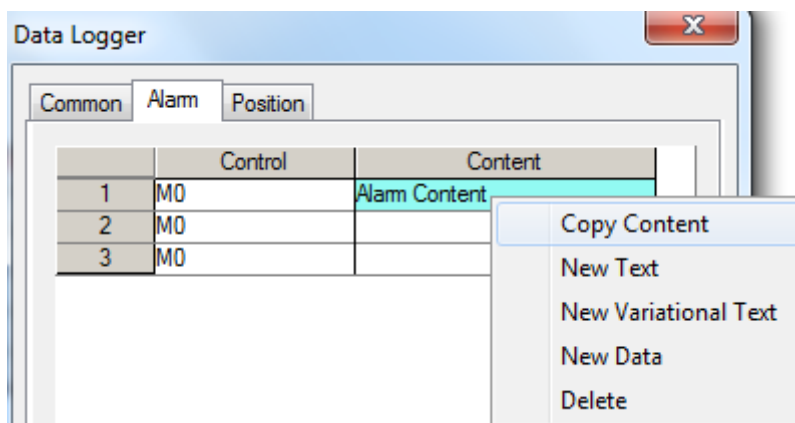 Data Logger
Common Alarm Position
Control Content
1 M0 Alarm Content
2 M0
3 M0
Copy Content
New Text
New Variational Text
New Data
Delete